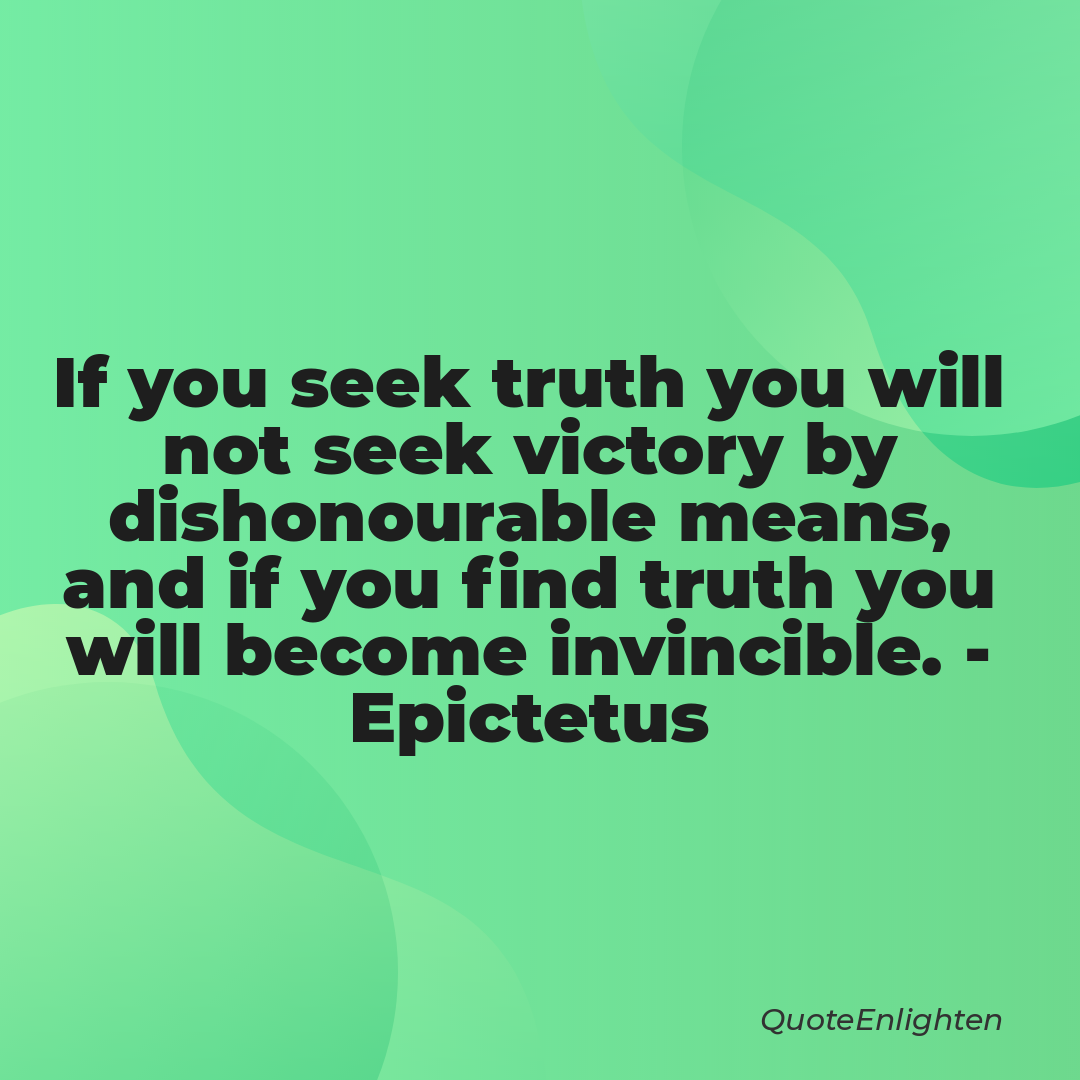 If you seek truth you will
not seek victory by
dishonourable means,
and if you find truth you
will become invincible. -
Epictetus
QuoteEnlighten